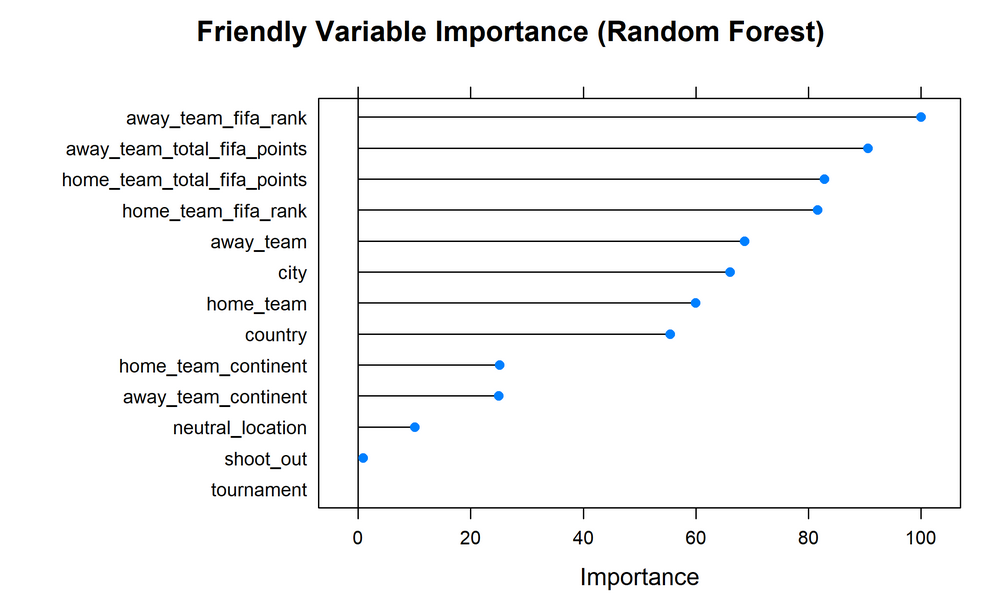 Friendly Variable Importance (Random Forest)
away_team_fifa_rank
away_team_total_fifa_points
home_team_total_fifa_points
home_team_fifa_rank
away_team
city
home_team
country
home_team_continent
away_team_continent
neutral_location
shoot_out
tournament
0 20 40 60 80 100
Importance